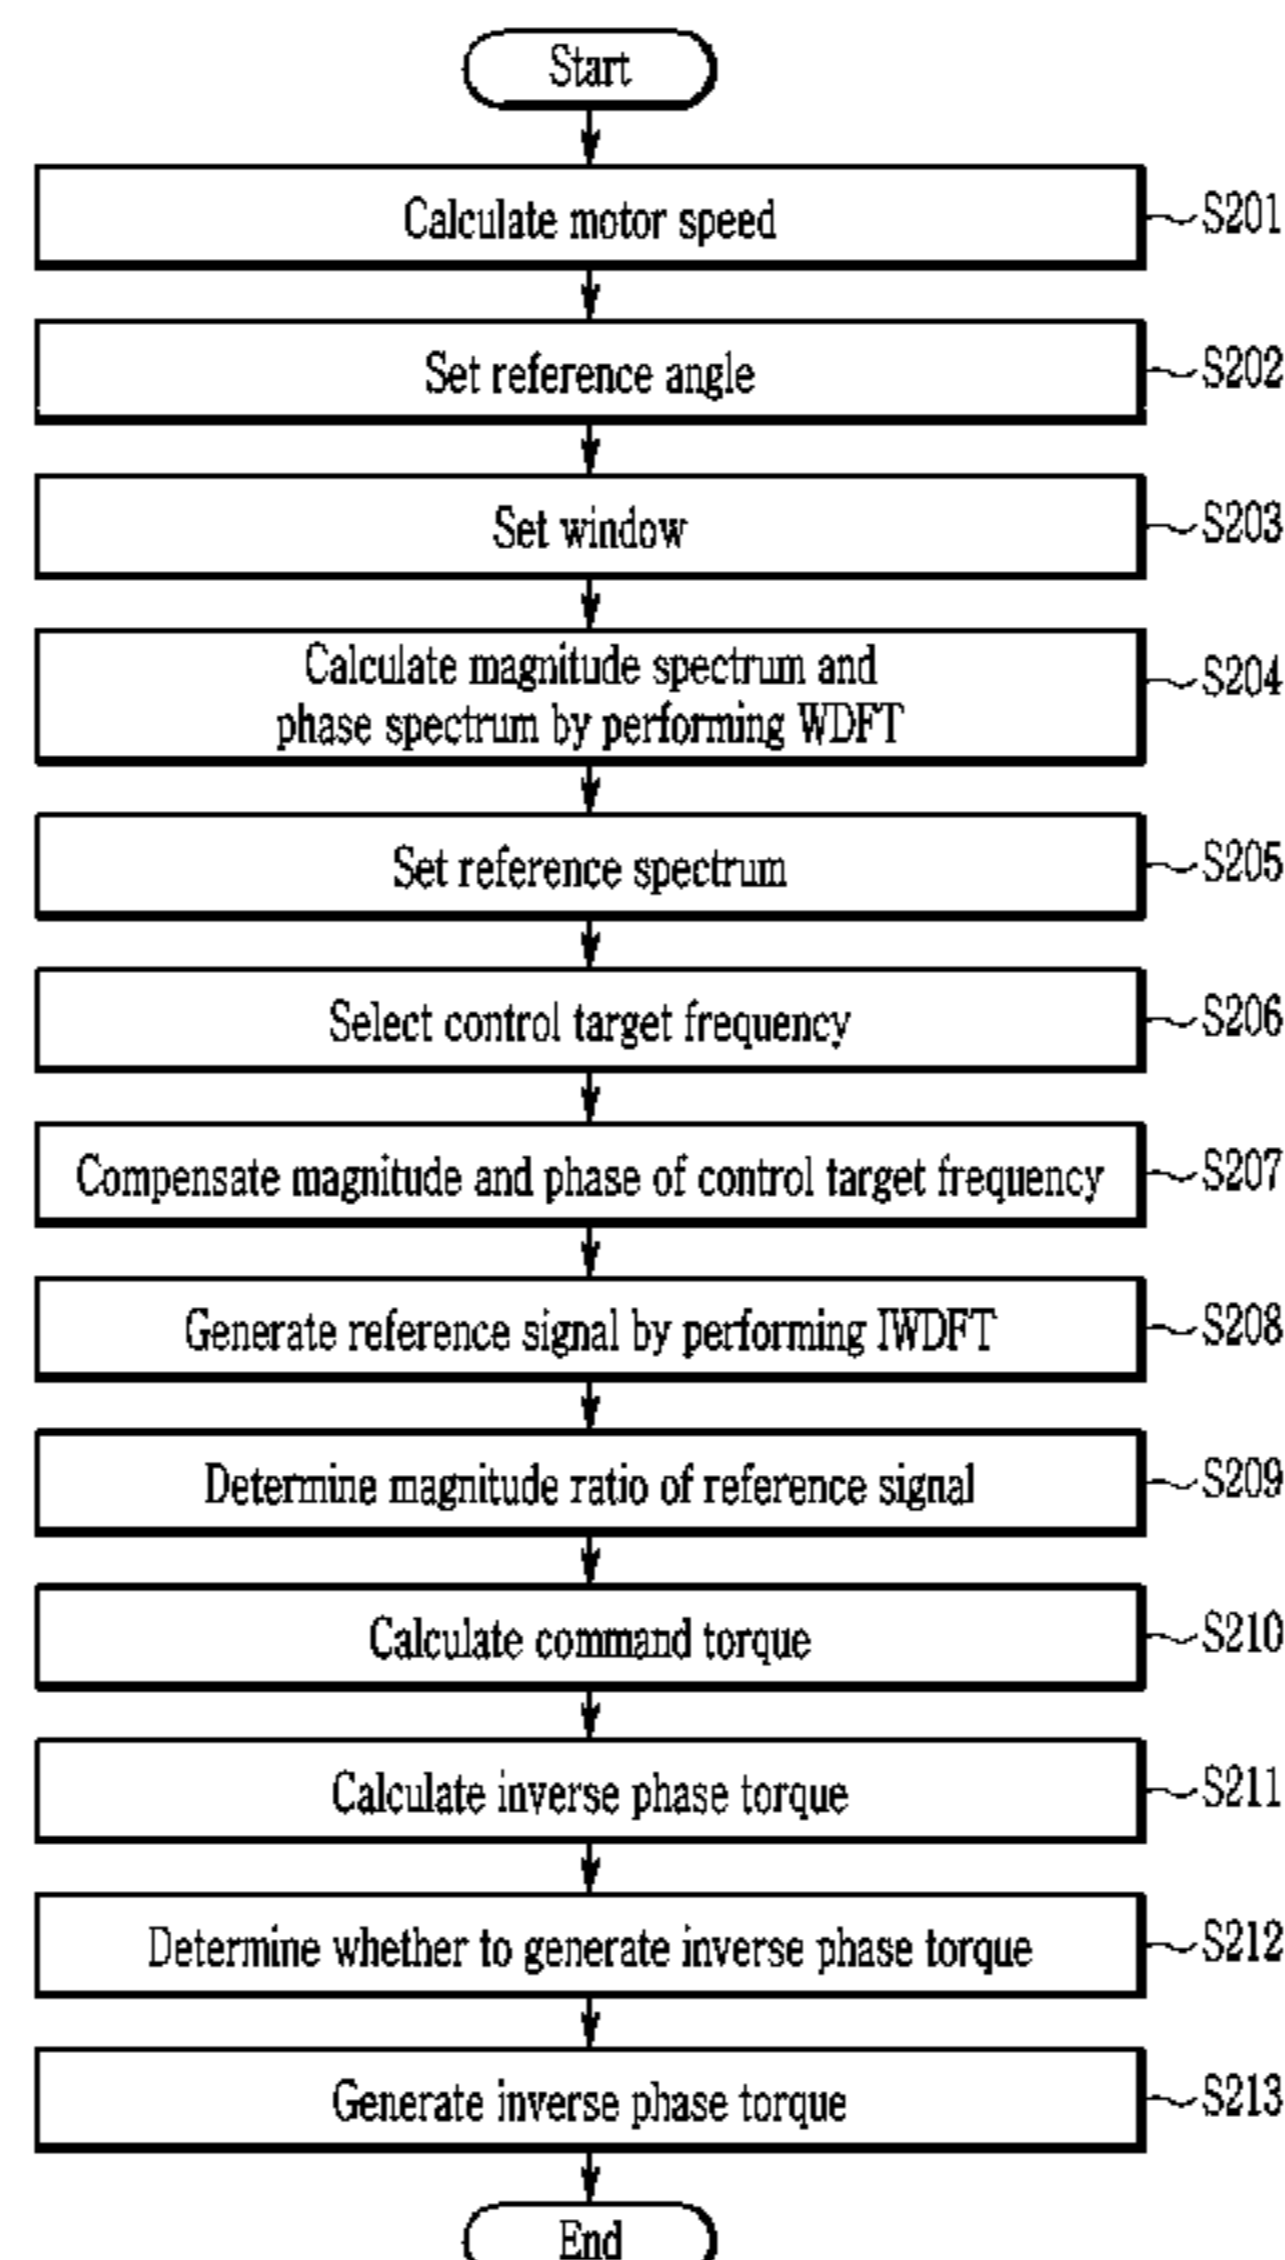 Start
Calculate motor speed
S201
Set reference angle
S202
Set window
S203
Calculate magnitude spectrum and
phase spectrum by performing WDFT
S204
Set reference spectrum
S205
Select control target frequency
S206
Compensate magnitude and phase of control target frequency
S207
Generate reference signal by performing IWDFT
S208
Determine magnitude ratio of reference signal
S209
Calculate command torque
S210
Calculate inverse phase torque
S211
Determine whether to generate inverse phase torque
S212
Generate inverse phase torque
S213
End